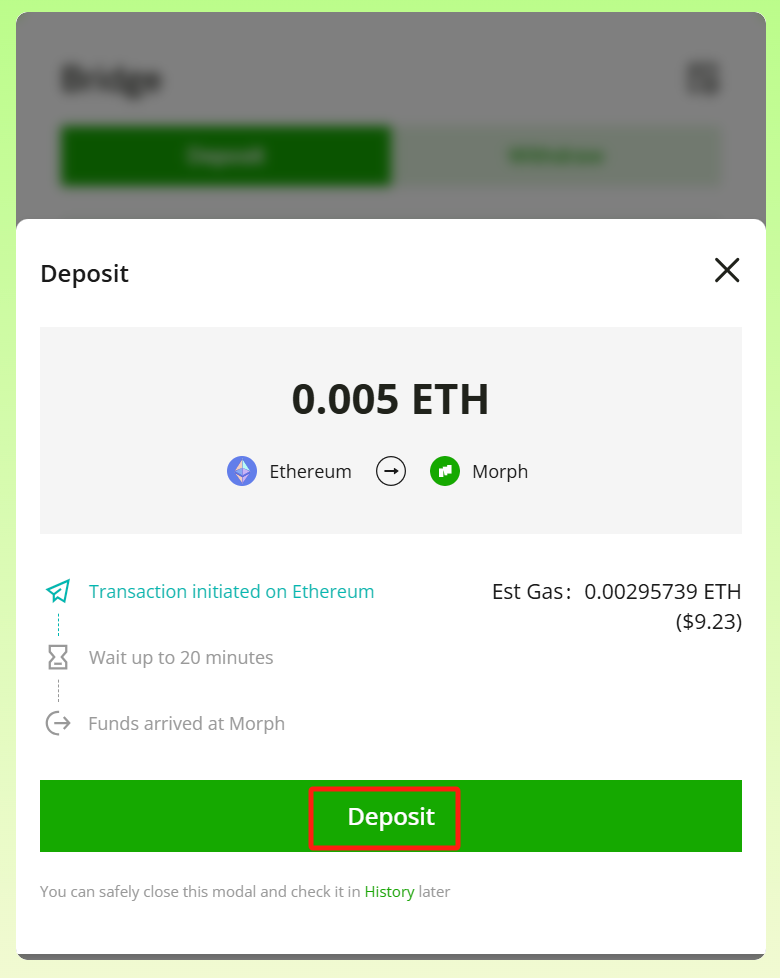 Bridge
Deposit
Withdraw
Deposit
0.005 ETH
Ethereum
Morph
Transaction initiated on Ethereum
Est Gas: 0.00295739 ETH
($9.23)
Wait up to 20 minutes
Funds arrived at Morph
Deposit
You can safely close this modal and check it in History later